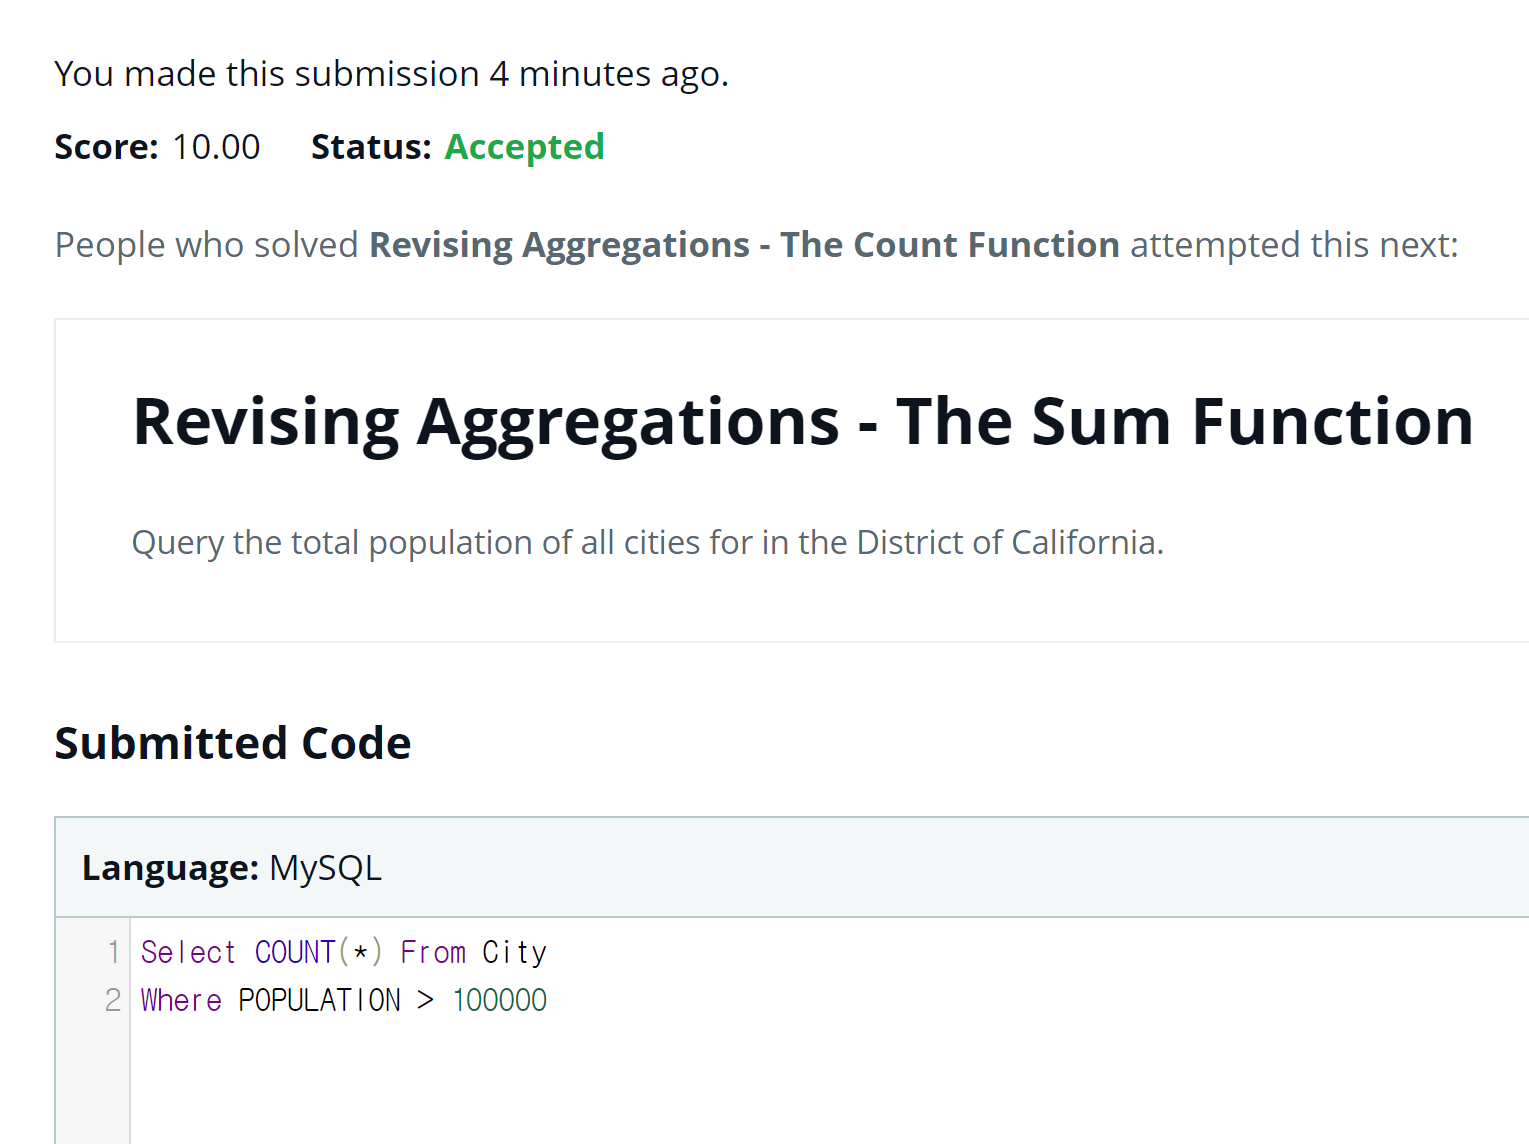 You made this submission 4 minutes ago.
Score: 10.00 Status: Accepted
People who solved Revising Aggregations - The Count Function attempted this next:
Revising Aggregations - The Sum Function
Query the total population of all cities for in the District of California.
Submitted Code
Language: MySQL
1 Select COUNT(*) From City
2 Where POPULATION > 100000